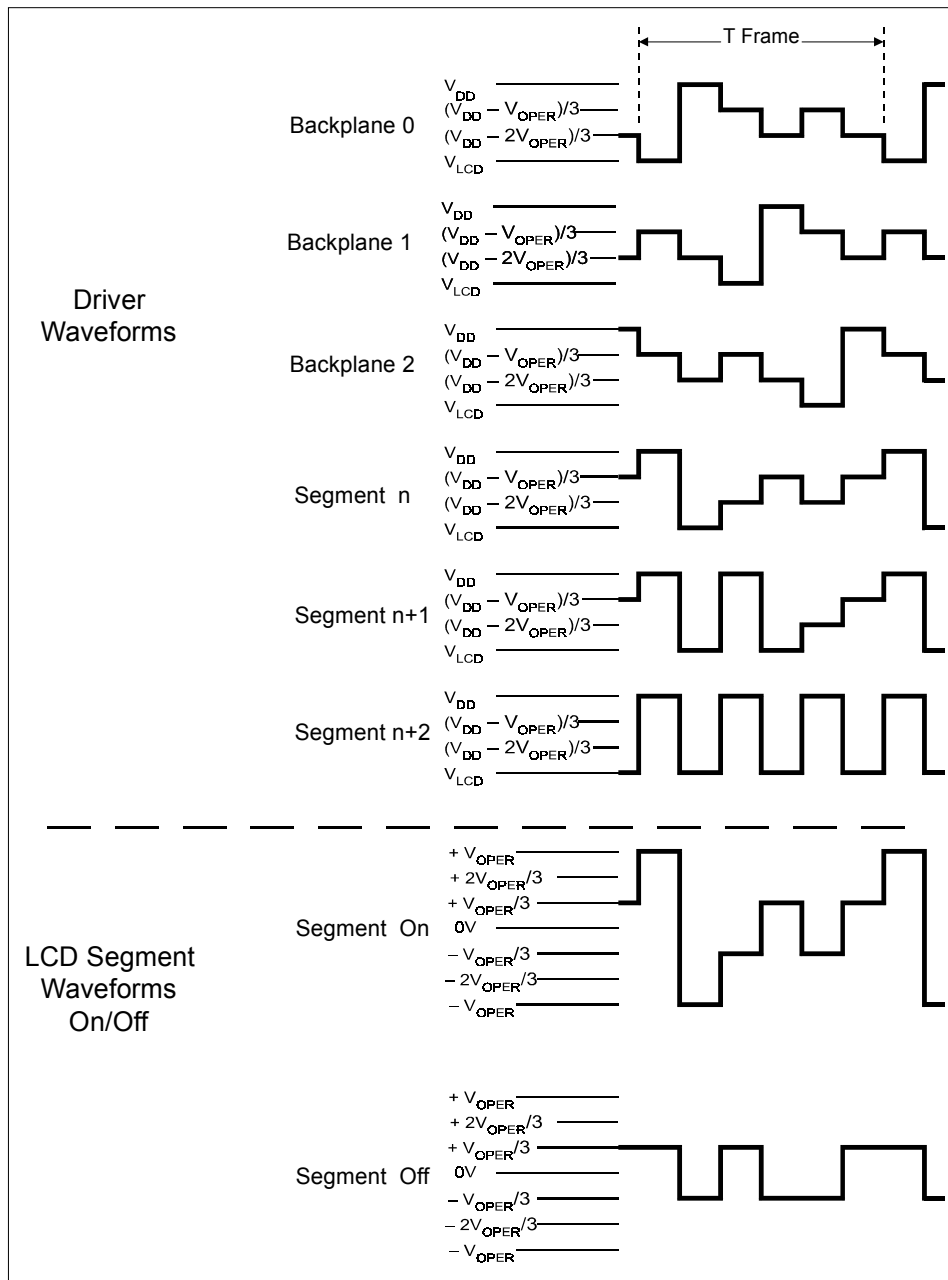 T Frame
Backplane 0
V_DD
(V_DD – V_OPER)/3
(V_DD – 2V_OPER)/3
V_LCD
Backplane 1
V_DD
(V_DD – V_OPER)/3
(V_DD – 2V_OPER)/3
V_LCD
Driver
Waveforms
Backplane 2
V_DD
(V_DD – V_OPER)/3
(V_DD – 2V_OPER)/3
V_LCD
Segment n
V_DD
(V_DD – V_OPER)/3
(V_DD – 2V_OPER)/3
V_LCD
Segment n+1
V_DD
(V_DD – V_OPER)/3
(V_DD – 2V_OPER)/3
V_LCD
Segment n+2
V_DD
(V_DD – V_OPER)/3
(V_DD – 2V_OPER)/3
V_LCD
LCD Segment
Waveforms
On/Off
Segment On
+ V_OPER
+ 2V_OPER/3
+ V_OPER/3
0V
– V_OPER/3
– 2V_OPER/3
– V_OPER
Segment Off
+ V_OPER
+ 2V_OPER/3
+ V_OPER/3
0V
– V_OPER/3
– 2V_OPER/3
– V_OPER